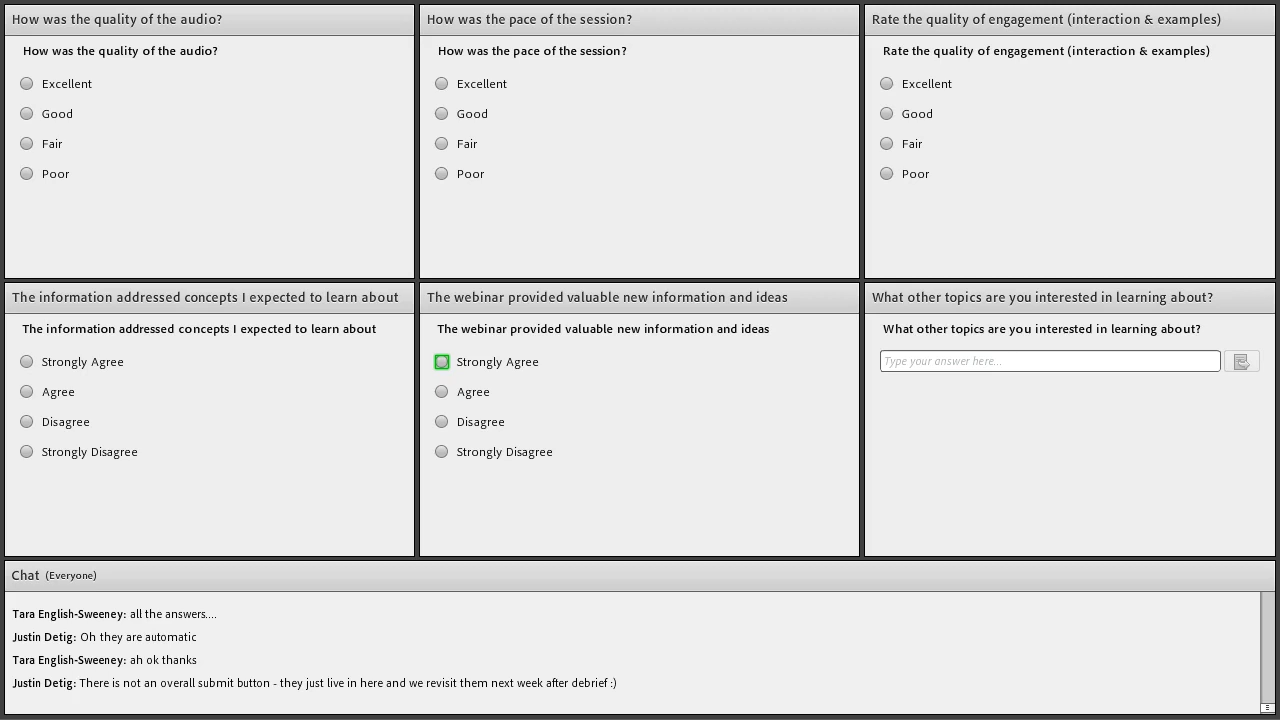 How was the quality of the audio?
How was the quality of the audio?
Excellent
Good
Fair
Poor
How was the pace of the session?
How was the pace of the session?
Excellent
Good
Fair
Poor
Rate the quality of engagement (interaction & examples)
Rate the quality of engagement (interaction & examples)
Excellent
Good
Fair
Poor
The information addressed concepts I expected to learn about
The information addressed concepts I expected to learn about
Strongly Agree
Agree
Disagree
Strongly Disagree
The webinar provided valuable new information and ideas
The webinar provided valuable new information and ideas
Strongly Agree
Agree
Disagree
Strongly Disagree
What other topics are you interested in learning about?
What other topics are you interested in learning about?
Type your answer here...
Chat (Everyone)
Tara English-Sweeney: all the answers....
Justin Detig: Oh they are automatic
Tara English-Sweeney: ah ok thanks
Justin Detig: There is not an overall submit button - they just live in here and we revisit them next week after debrief :)